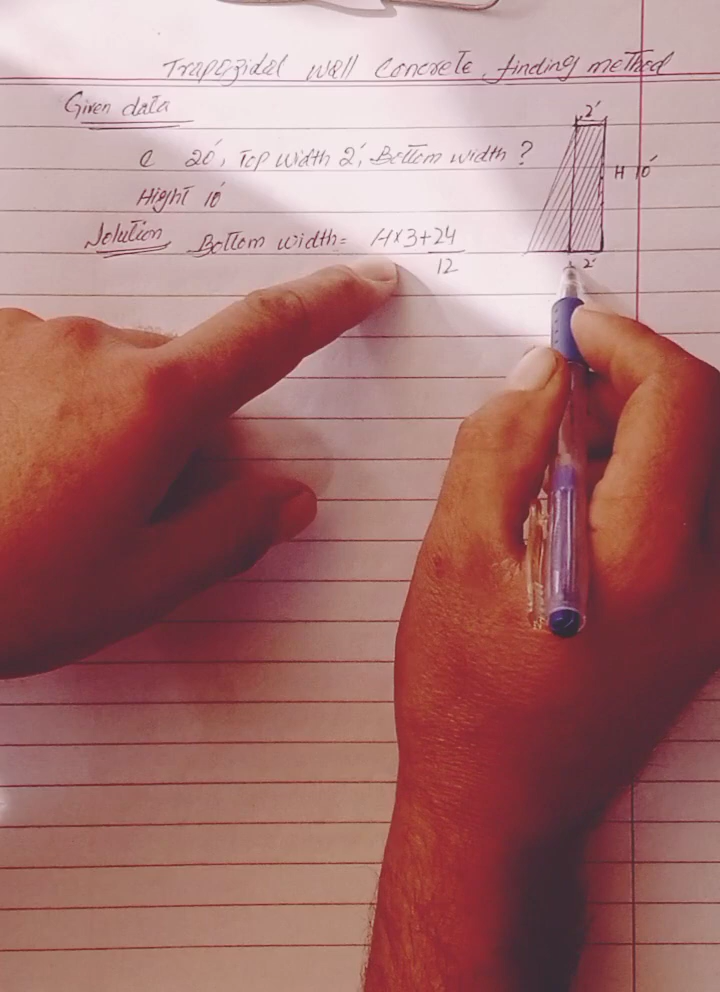 Trapizidal wall Concrete finding method
Given data
2'
e 20', Top width 2', Bottom width ?
H 10'
Hight 10'
Solution Bottom width = H×3+24
12
2'